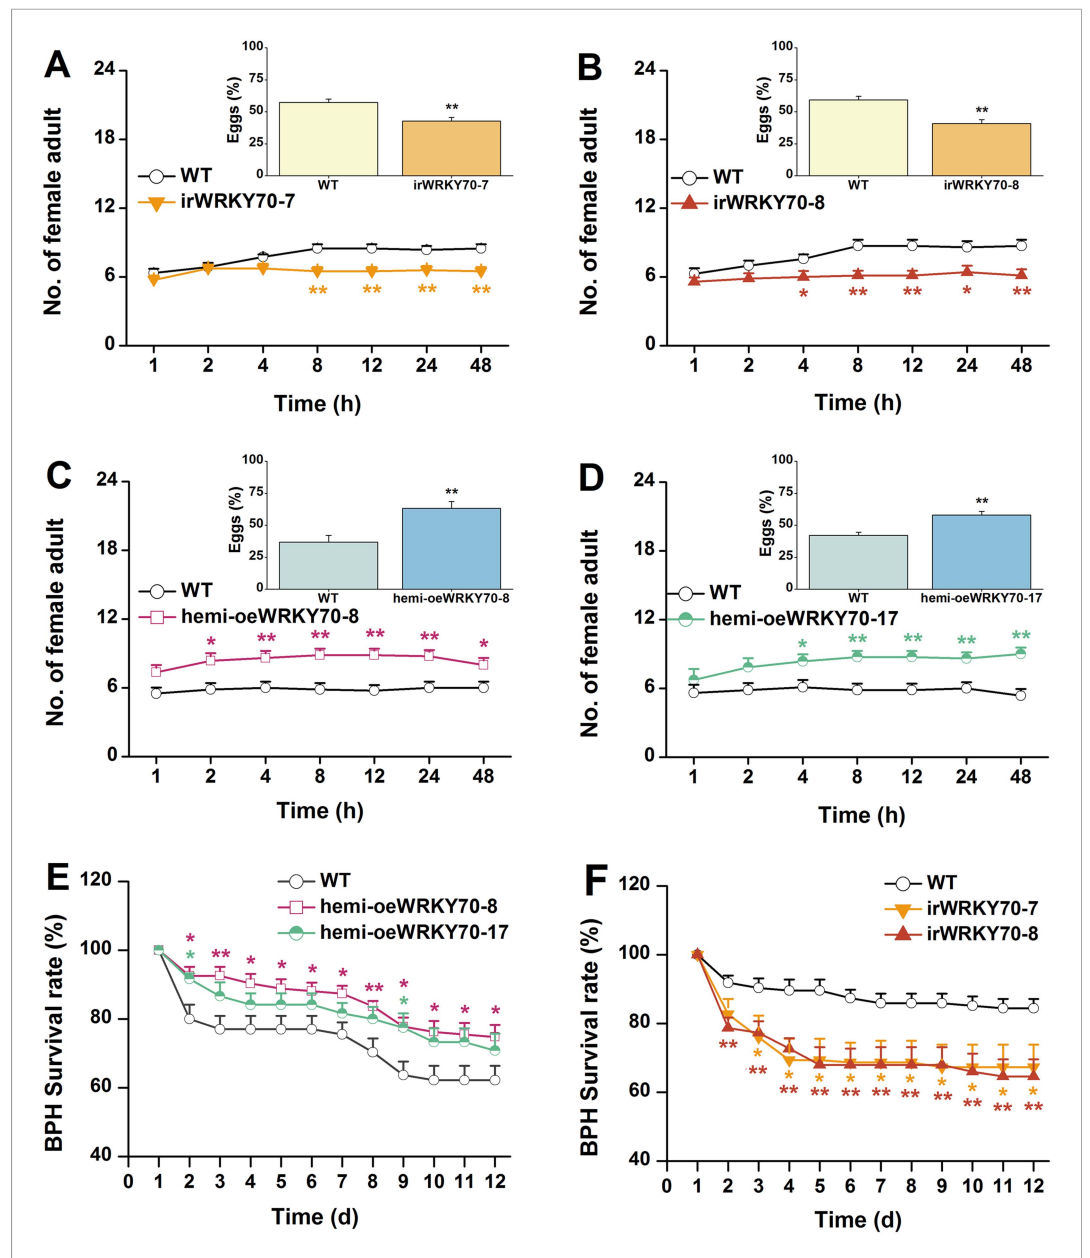 A
24
18
12
6
0
No. of female adult
WT
irWRKY70-7
100
75
50
25
0
Eggs (%)
**
WT irWRKY70-7
** ** ** **
1 2 4 8 12 24 48
Time (h)
B
24
18
12
6
0
No. of female adult
WT
irWRKY70-8
100
75
50
25
0
Eggs (%)
**
WT irWRKY70-8
* ** ** * **
1 2 4 8 12 24 48
Time (h)
C
24
18
12
6
0
No. of female adult
WT
hemi-oeWRKY70-8
100
75
50
25
0
Eggs (%)
**
WT hemi-oeWRKY70-8
* ** ** ** ** *
1 2 4 8 12 24 48
Time (h)
D
24
18
12
6
0
No. of female adult
WT
hemi-oeWRKY70-17
100
75
50
25
0
Eggs (%)
**
WT hemi-oeWRKY70-17
* ** ** ** **
1 2 4 8 12 24 48
Time (h)
E
120
100
80
60
40
BPH Survival rate (%)
WT
hemi-oeWRKY70-8
hemi-oeWRKY70-17
* ** * * * * ** * * * *
* *
0 1 2 3 4 5 6 7 8 9 10 11 12
Time (d)
F
120
100
80
60
40
BPH Survival rate (%)
WT
irWRKY70-7
irWRKY70-8
* * * * * * * * * *
** ** ** ** ** ** ** ** ** ** **
0 1 2 3 4 5 6 7 8 9 10 11 12
Time (d)